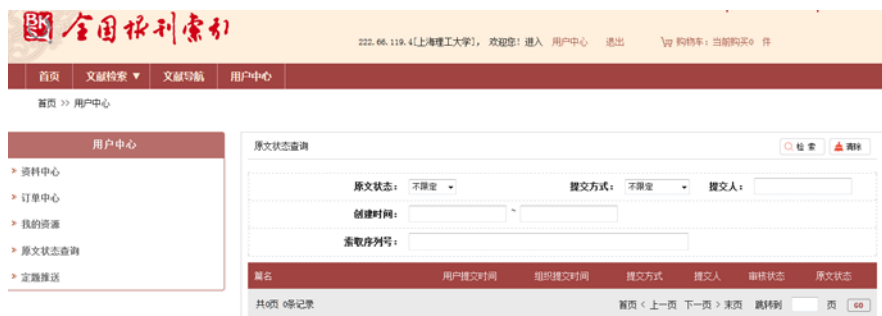 全国报刊索引
222.66.119.4[上海理工大学], 欢迎您! 进入 用户中心 退出 购物车: 当前购买0 件
首页 文献检索 ▼ 文献导航 用户中心
首页 >> 用户中心
用户中心
资料中心
订单中心
我的资源
原文状态查询
定题推送
原文状态查询 检 索 清除
原文状态: 不限定 提交方式: 不限定 提交人:
创建时间: ~
索取序列号:
篇名 用户提交时间 组织提交时间 提交方式 提交人 审核状态 原文状态
共0页 0条记录 首页 < 上一页 下一页 > 末页 跳转到 页 GO